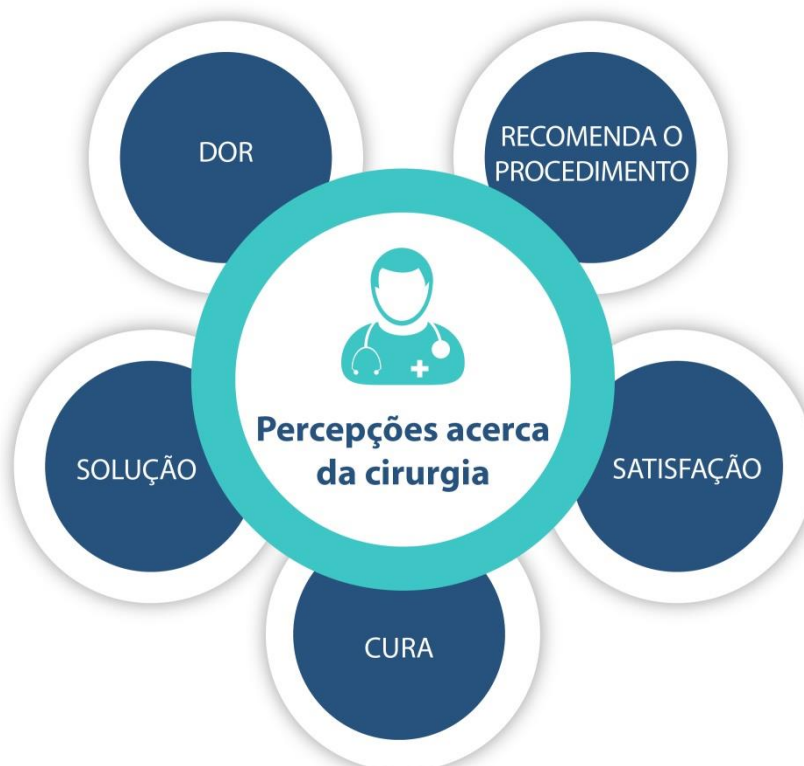 DOR
RECOMENDA O
PROCEDIMENTO
Percepções acerca
da cirurgia
SOLUÇÃO
SATISFAÇÃO
CURA